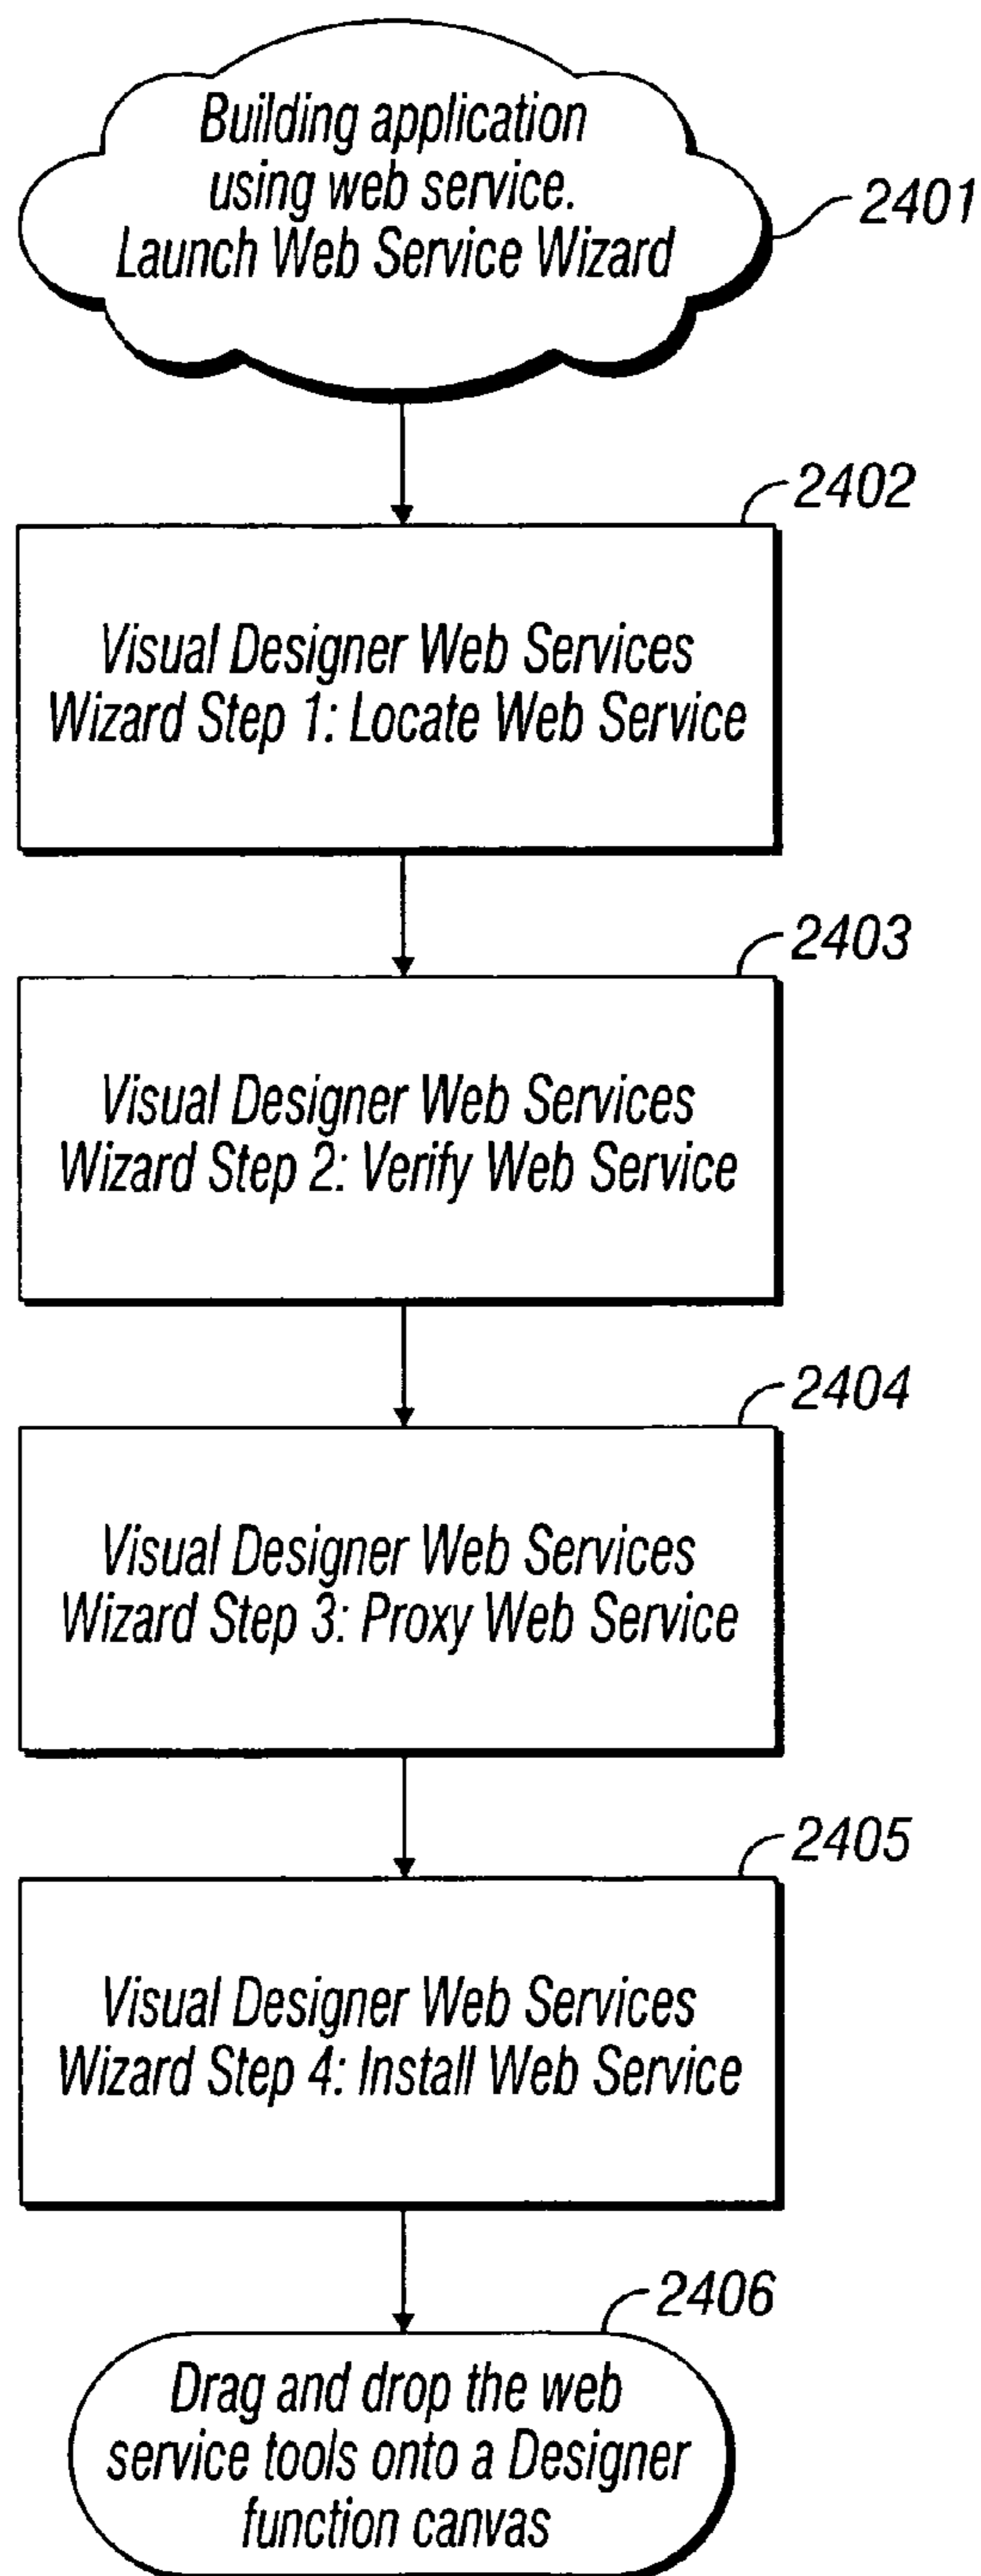 Building application
using web service.
Launch Web Service Wizard
2401
2402
Visual Designer Web Services
Wizard Step 1: Locate Web Service
2403
Visual Designer Web Services
Wizard Step 2: Verify Web Service
2404
Visual Designer Web Services
Wizard Step 3: Proxy Web Service
2405
Visual Designer Web Services
Wizard Step 4: Install Web Service
2406
Drag and drop the web
service tools onto a Designer
function canvas